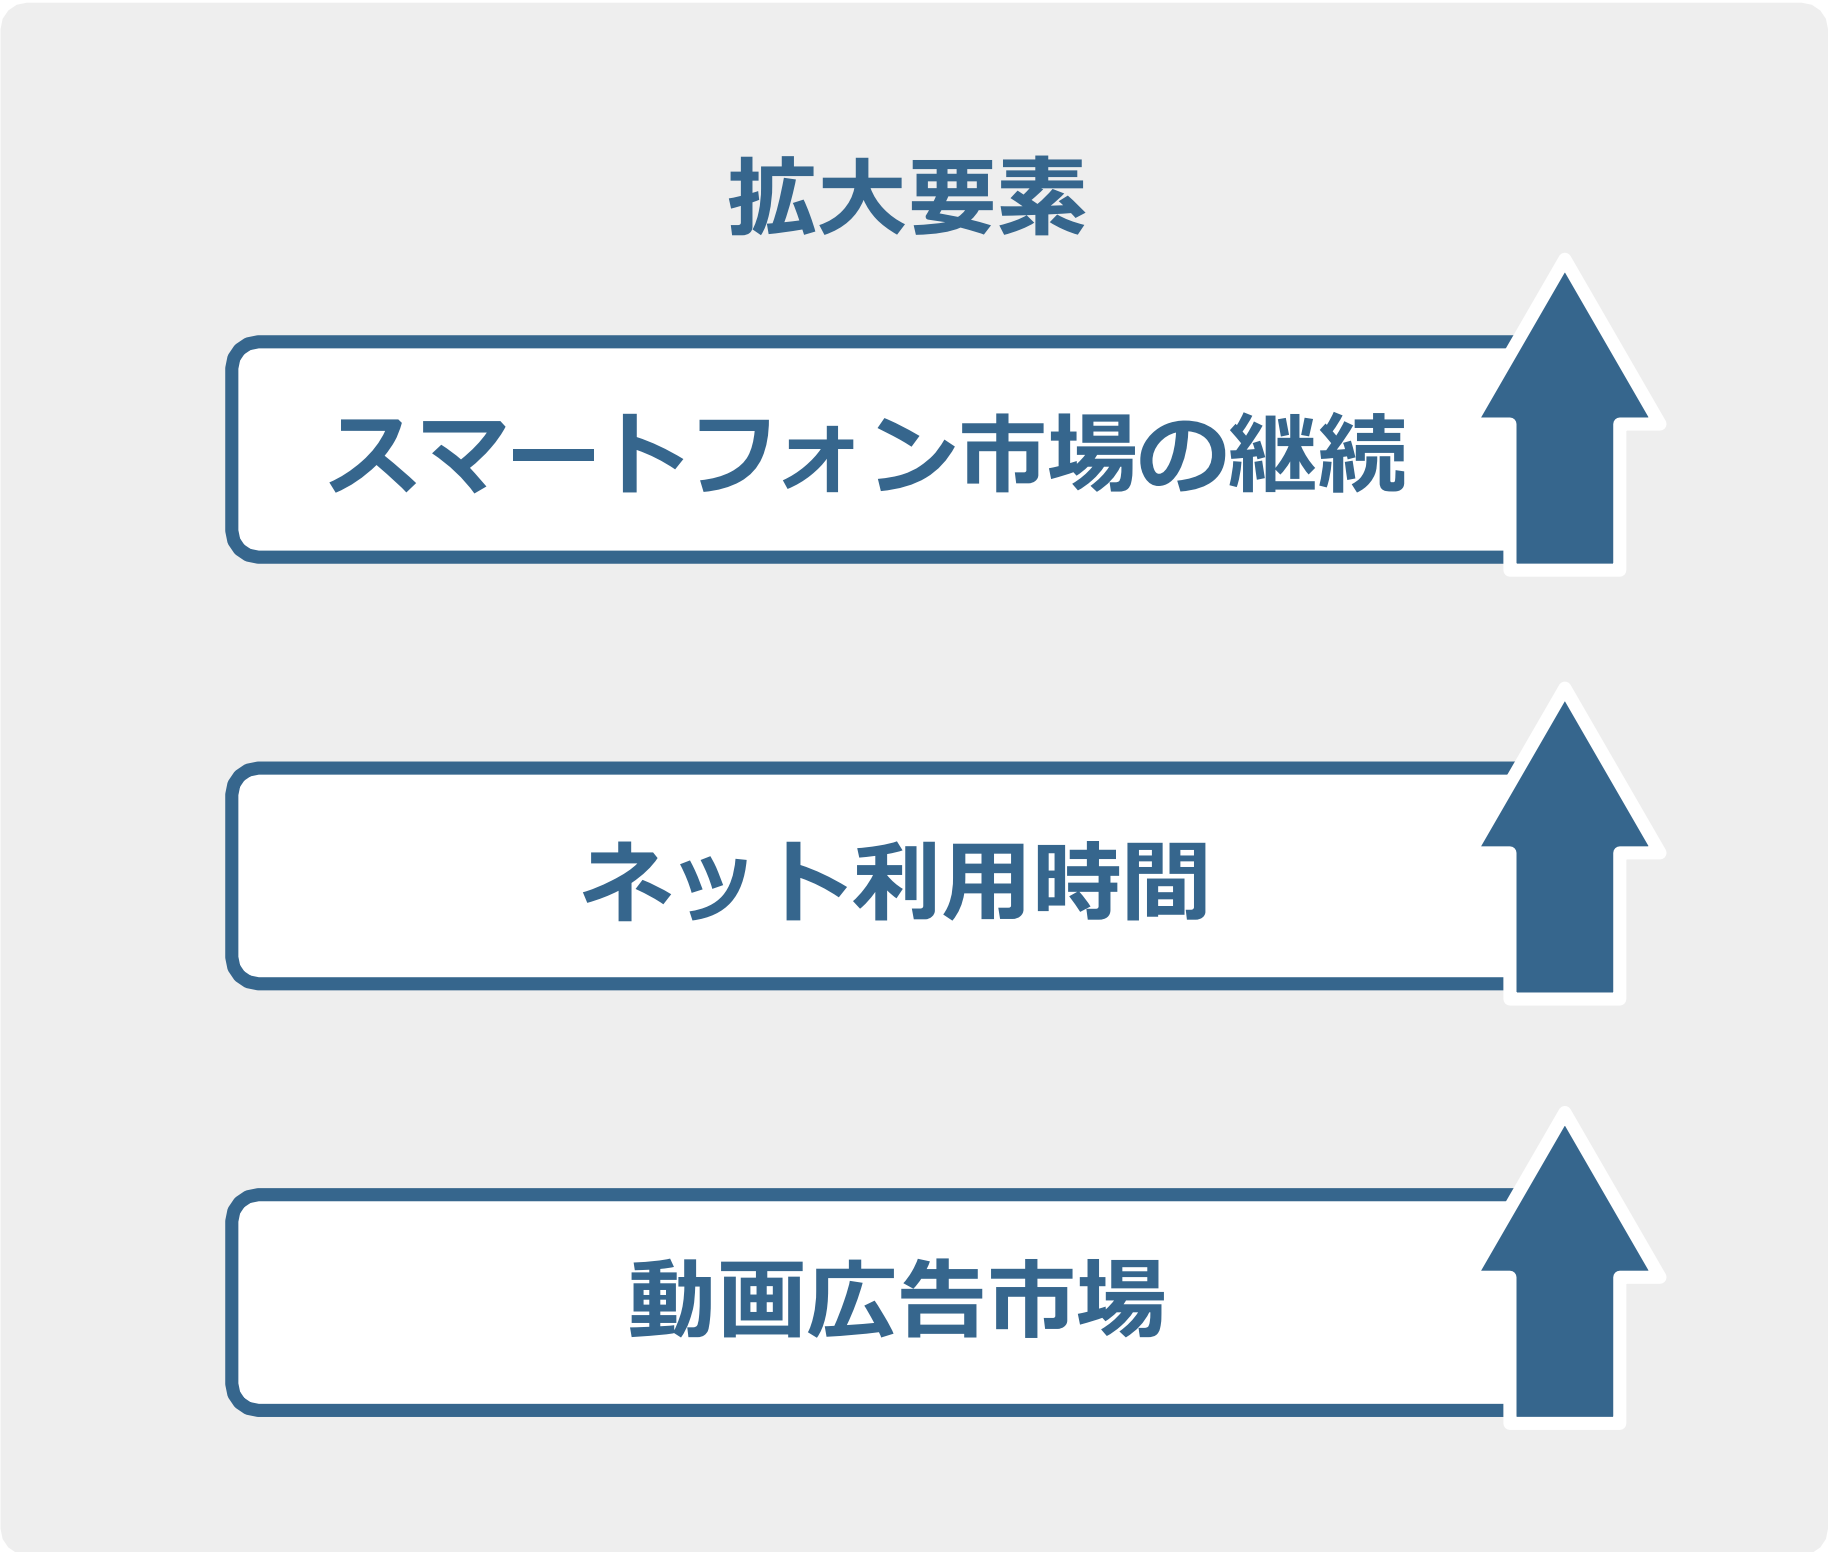 拡大要素
スマートフォン市場の継続
ネット利用時間
動画広告市場